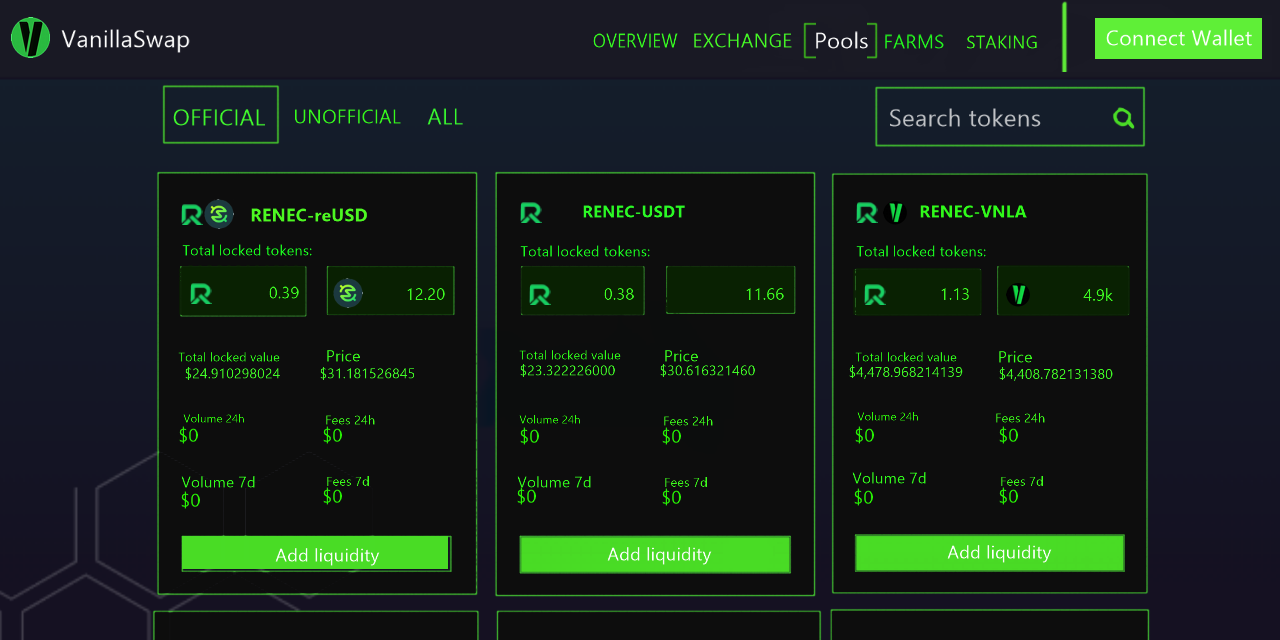 VanillaSwap
OVERVIEW EXCHANGE Pools FARMS STAKING Connect Wallet
OFFICIAL UNOFFICIAL ALL Search tokens
RENEC-reUSD
Total locked tokens:
0.39 12.20
Total locked value Price
$24.910298024 $31.181526845
Volume 24h Fees 24h
$0 $0
Volume 7d Fees 7d
$0 $0
Add liquidity
RENEC-USDT
Total locked tokens:
0.38 11.66
Total locked value Price
$23.322226000 $30.616321460
Volume 24h Fees 24h
$0 $0
Volume 7d Fees 7d
$0 $0
Add liquidity
RENEC-VNLA
Total locked tokens:
1.13 4.9k
Total locked value Price
$4,478.968214139 $4,408.782131380
Volume 24h Fees 24h
$0 $0
Volume 7d Fees 7d
$0 $0
Add liquidity